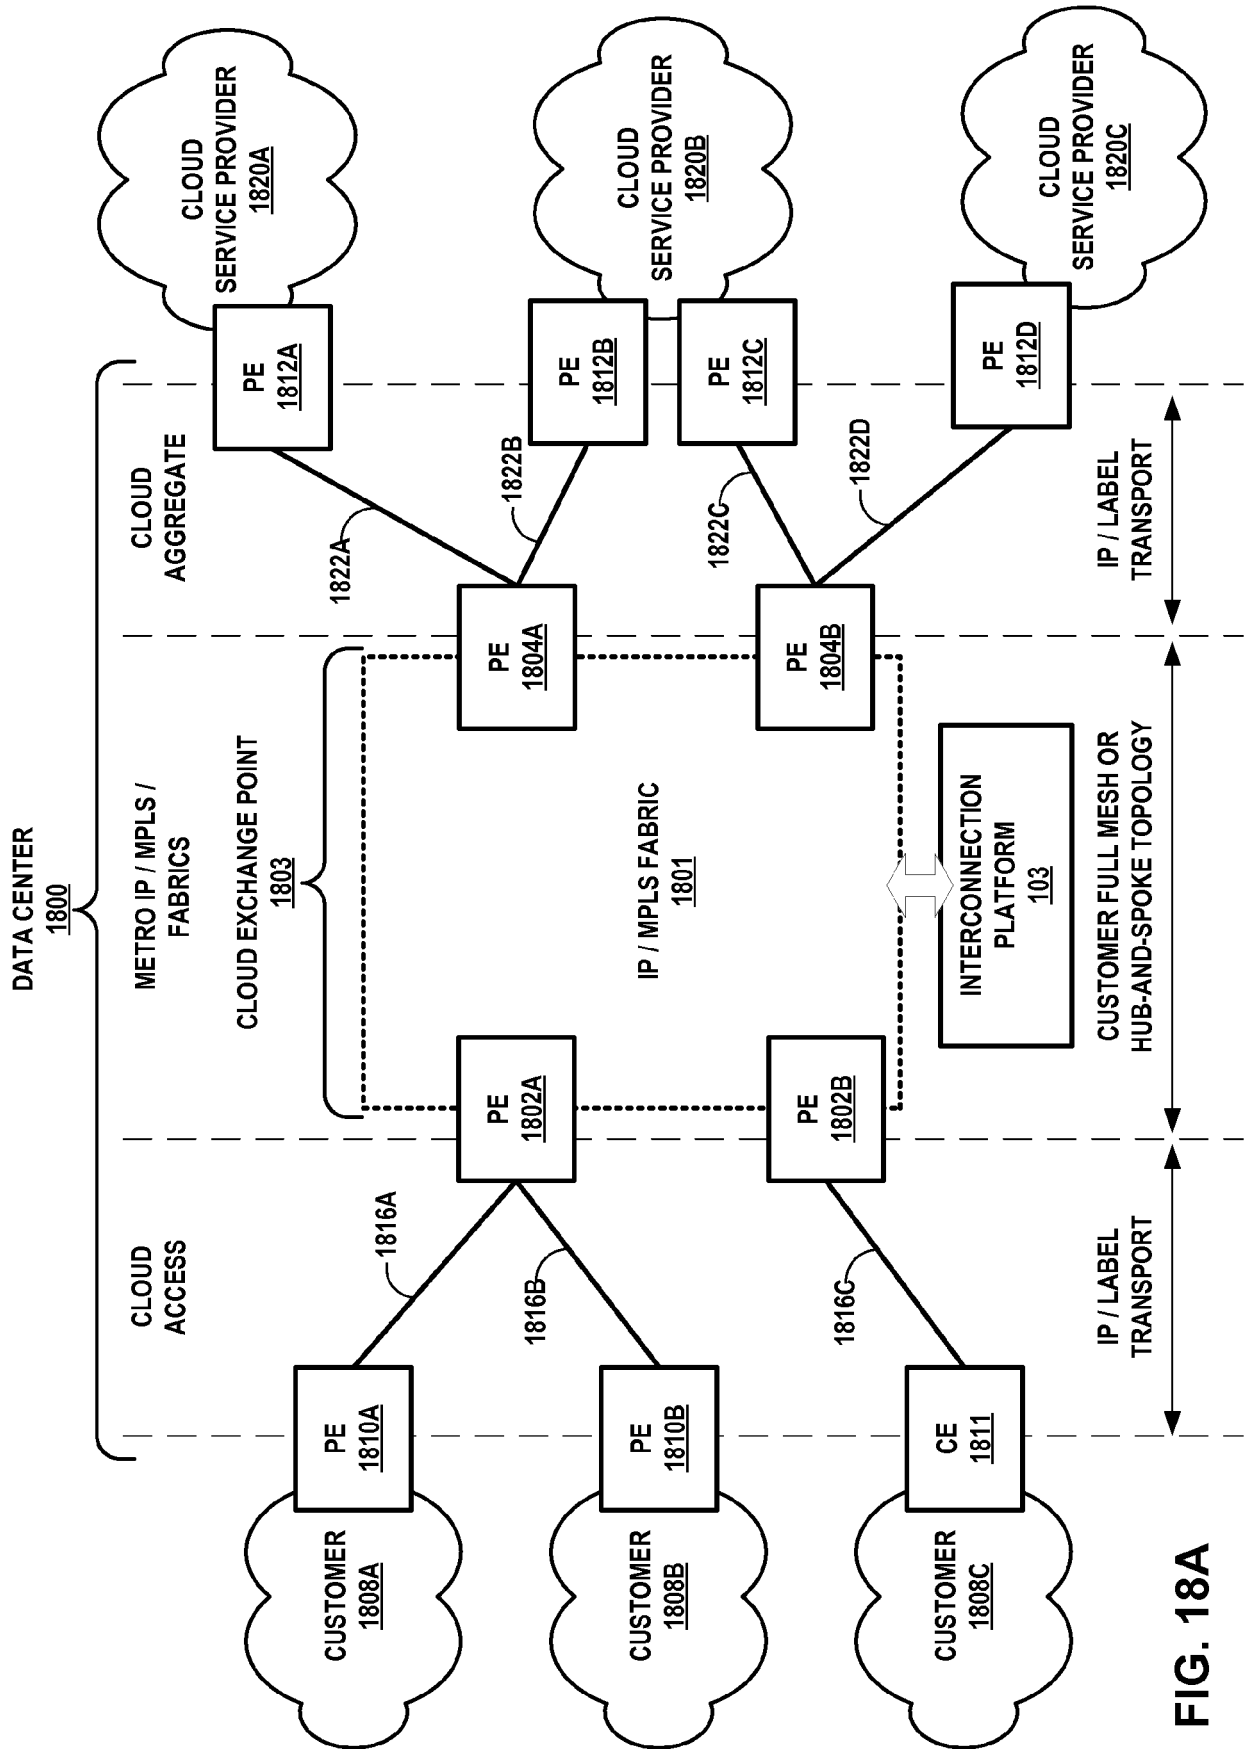 DATA CENTER
1800
CLOUD
ACCESS
METRO IP / MPLS /
FABRICS
CLOUD
AGGREGATE
CLOUD EXCHANGE POINT
1803
CUSTOMER
1808A
PE
1810A
1816A
PE
1802A
PE
1804A
1822A
PE
1812A
CLOUD
SERVICE PROVIDER
1820A
CUSTOMER
1808B
PE
1810B
1816B
IP / MPLS FABRIC
1801
1822B
PE
1812B
CLOUD
SERVICE PROVIDER
1820B
1822C
PE
1812C
CUSTOMER
1808C
CE
1811
1816C
PE
1802B
PE
1804B
1822D
PE
1812D
CLOUD
SERVICE PROVIDER
1820C
INTERCONNECTION
PLATFORM
103
IP / LABEL
TRANSPORT
CUSTOMER FULL MESH OR
HUB-AND-SPOKE TOPOLOGY
IP / LABEL
TRANSPORT
FIG. 18A